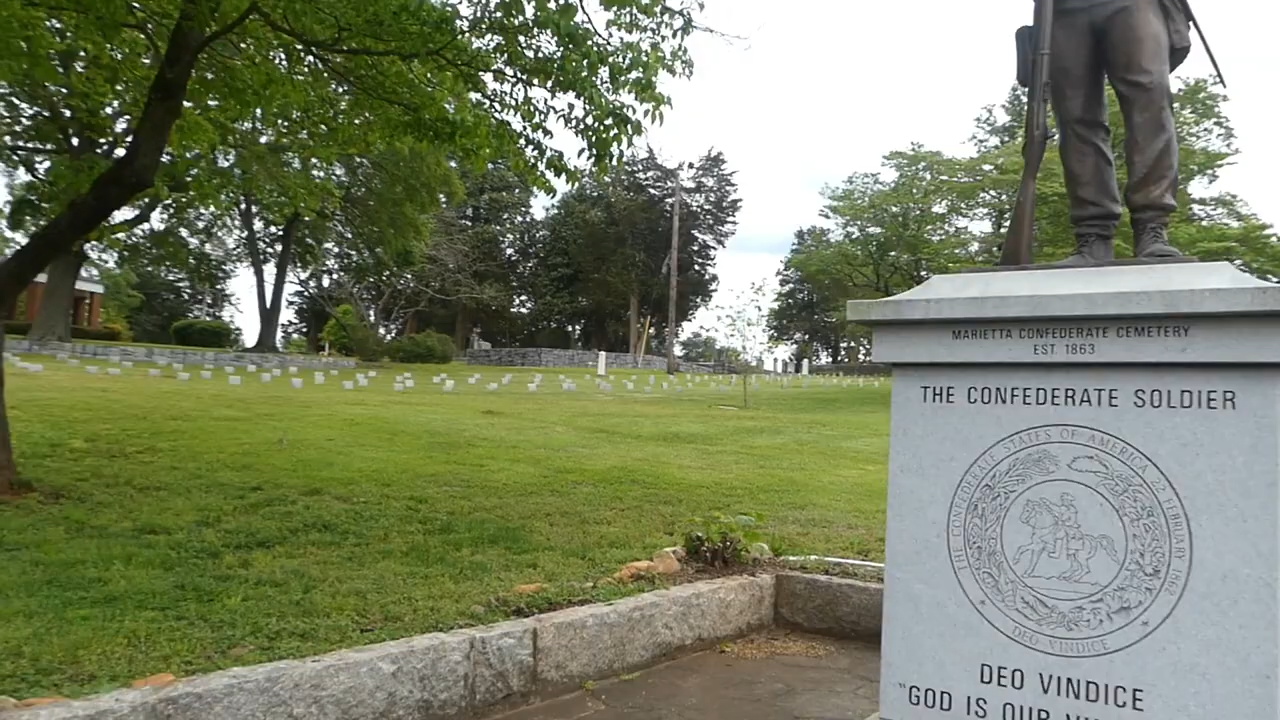 MARIETTA CONFEDERATE CEMETERY
EST. 1863
THE CONFEDERATE SOLDIER
THE CONFEDERATE STATES OF AMERICA 22 FEBRUARY 1862
DEO VINDICE
DEO VINDICE
"GOD IS OUR